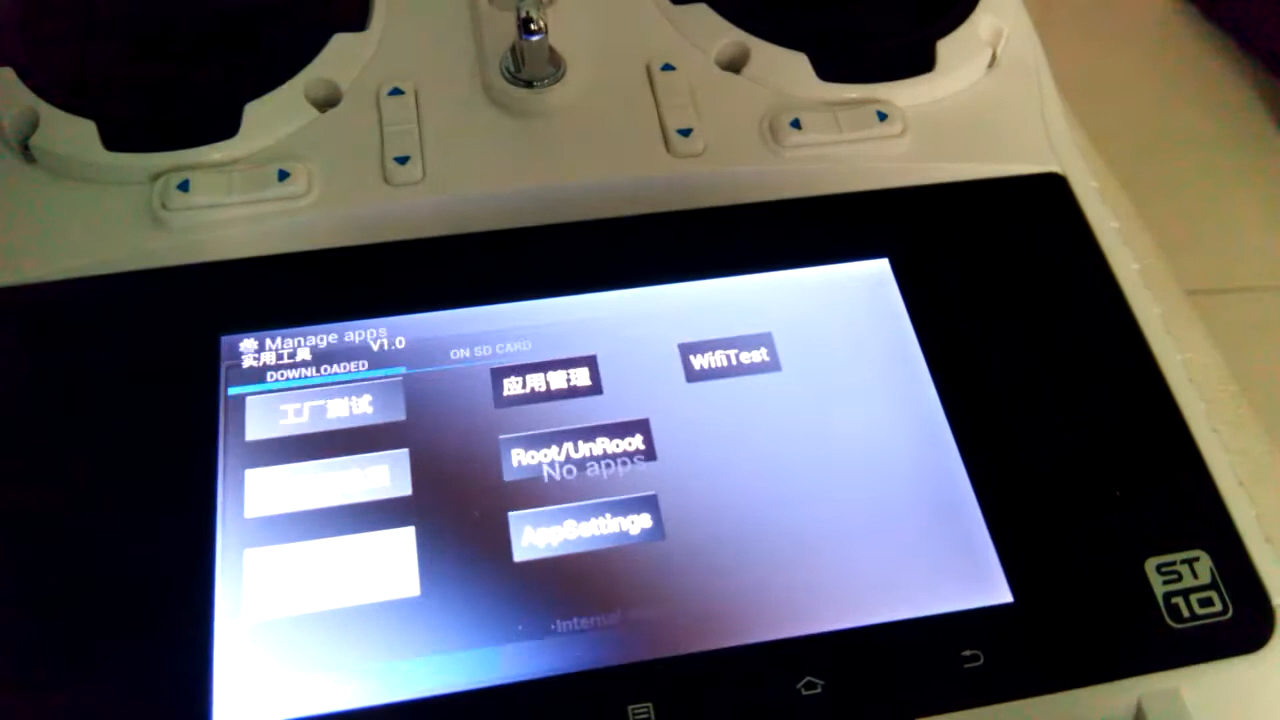 Manage apps
实用工具 V1.0
DOWNLOADED
ON SD CARD
工厂测试
应用管理
WifiTest
Root/UnRoot
No apps
AppSettings
Internal
ST
10